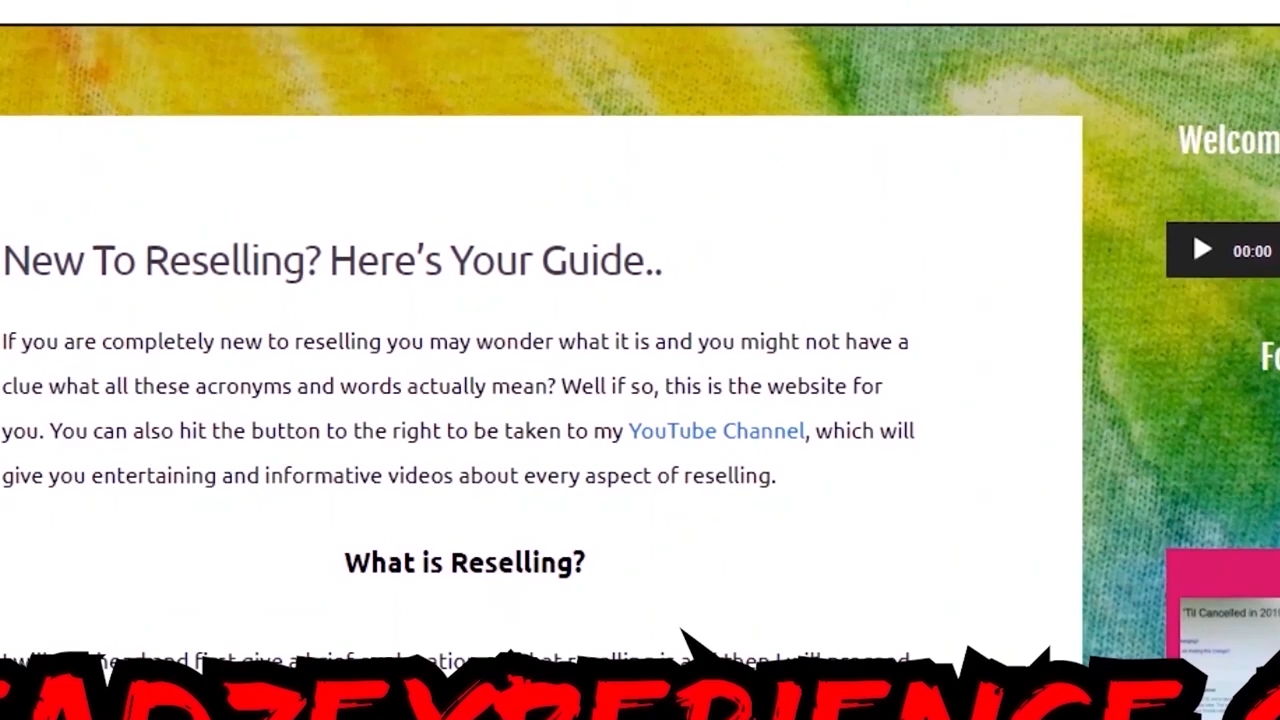 Welcom
New To Reselling? Here's Your Guide..
00:00
If you are completely new to reselling you may wonder what it is and you might not have a
clue what all these acronyms and words actually mean? Well if so, this is the website for
you. You can also hit the button to the right to be taken to my YouTube Channel, which will
give you entertaining and informative videos about every aspect of reselling.
What is Reselling?
'Til Cancelled in 201